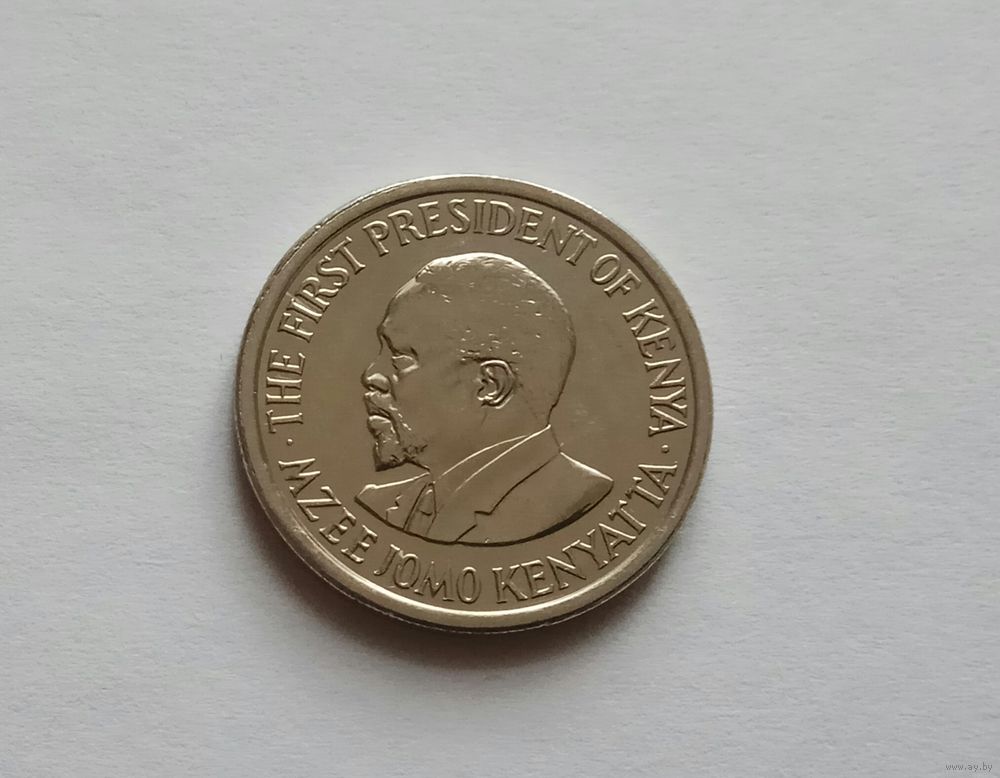 · THE FIRST PRESIDENT OF KENYA ·
MZEE JOMO KENYATTA
www.ay.by